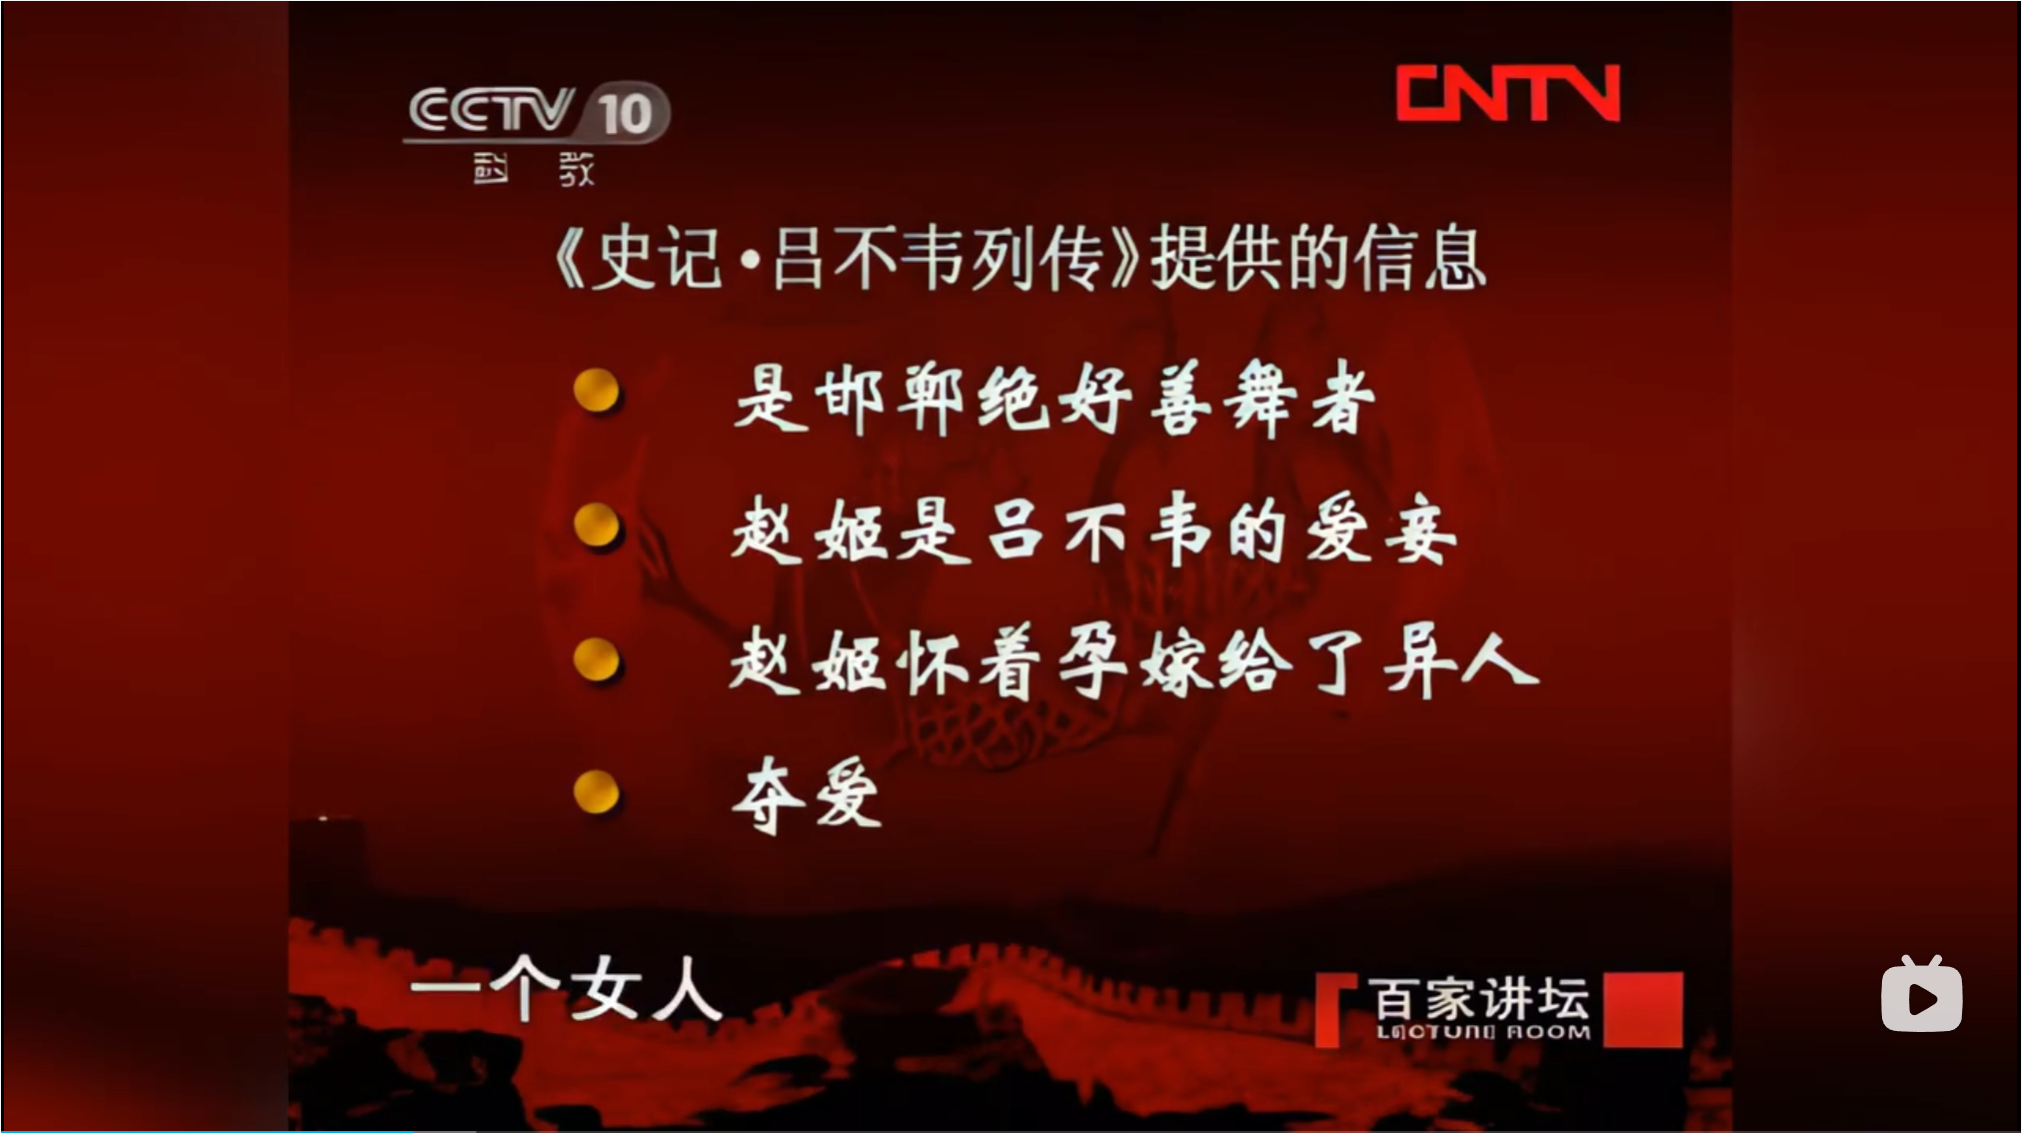 CCTV 10
CNTV
《史记·吕不韦列传》提供的信息
是邯郸绝好善舞者
赵姬是吕不韦的爱妾
赵姬怀着孕嫁给了异人
夺爱
一个女人
百家讲坛
LECTURE ROOM